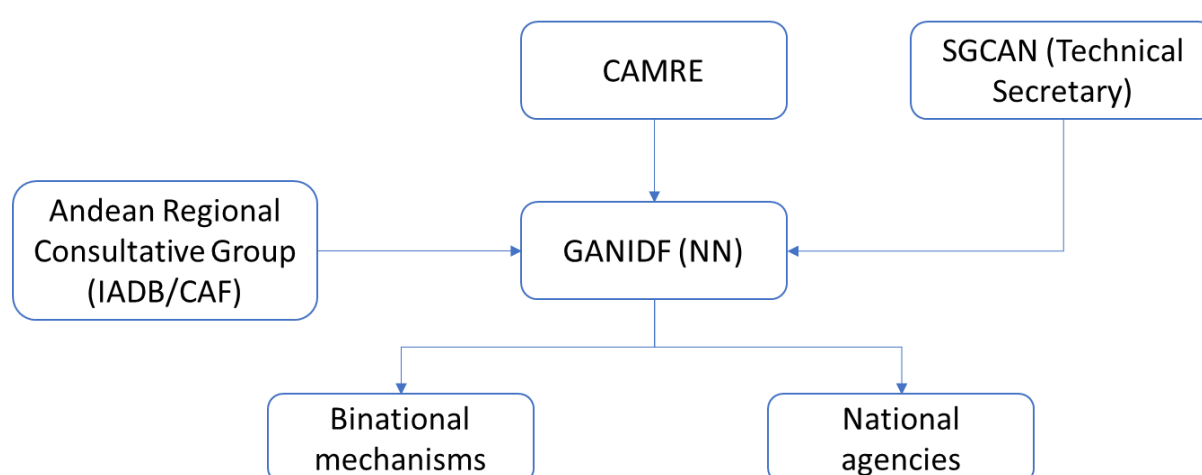 CAMRE
SGCAN (Technical
Secretary)
Andean Regional
Consultative Group
(IADB/CAF)
GANIDF (NN)
Binational
mechanisms
National
agencies